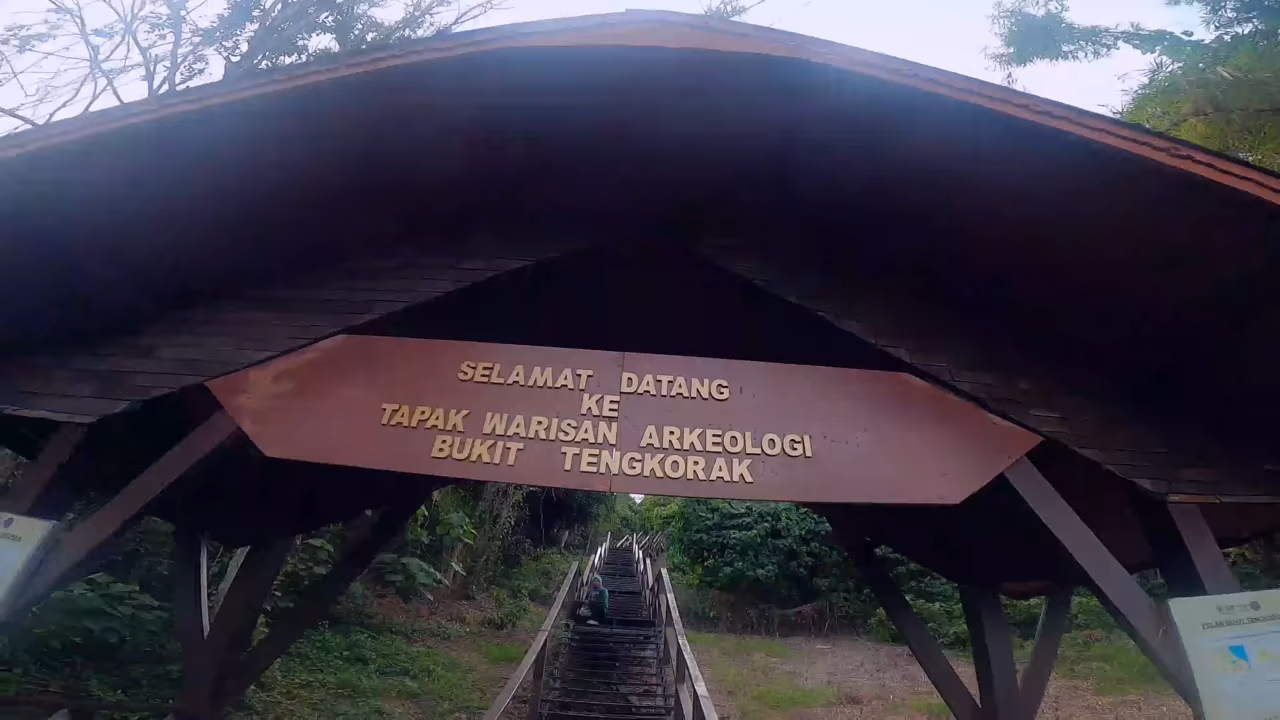 SELAMAT DATANG
KE
TAPAK WARISAN ARKEOLOGI
BUKIT TENGKORAK